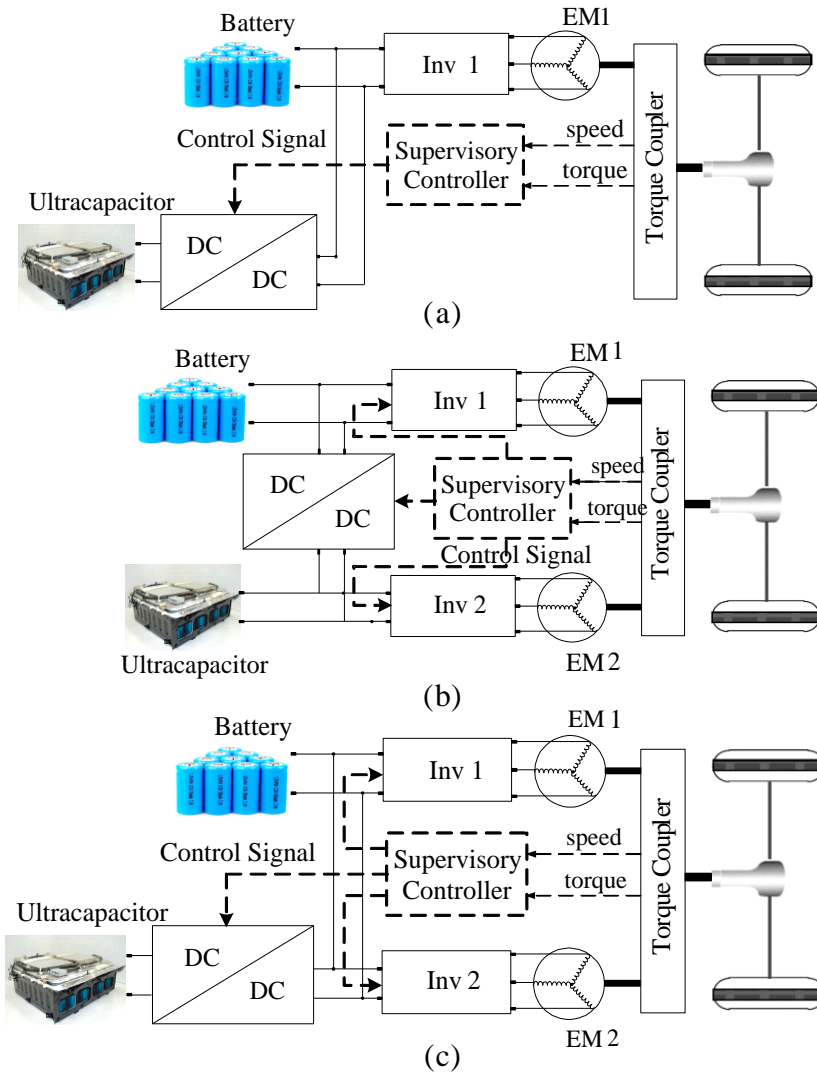 Battery
EM1
Inv 1
Control Signal
Supervisory
Controller
speed
torque
Torque Coupler
Ultracapacitor
DC
DC
(a)
Battery
EM 1
Inv 1
DC
DC
Supervisory
Controller
speed
torque
Torque Coupler
Control Signal
Inv 2
Ultracapacitor
EM 2
(b)
Battery
EM 1
Inv 1
Control Signal
Supervisory
Controller
speed
torque
Torque Coupler
Ultracapacitor
DC
DC
Inv 2
EM 2
(c)